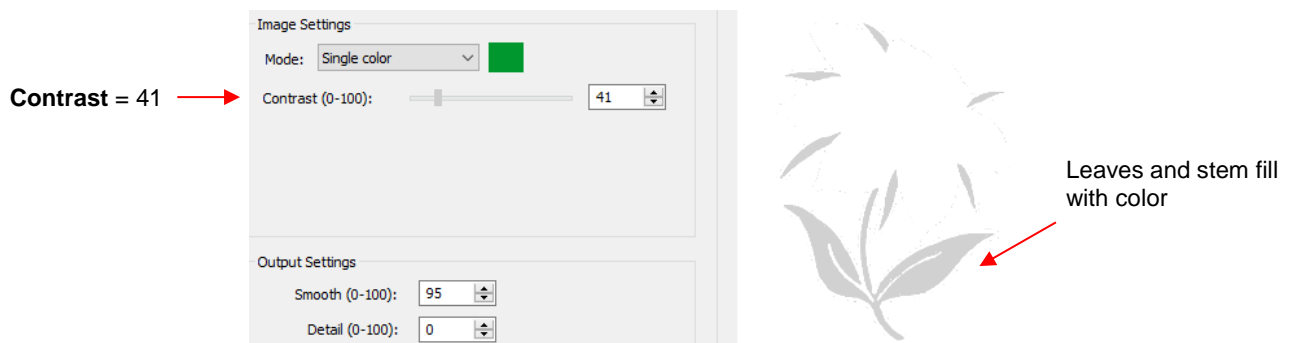 Image Settings
Mode: Single color
Contrast = 41
Contrast (0-100): 41
Leaves and stem fill
with color
Output Settings
Smooth (0-100): 95
Detail (0-100): 0